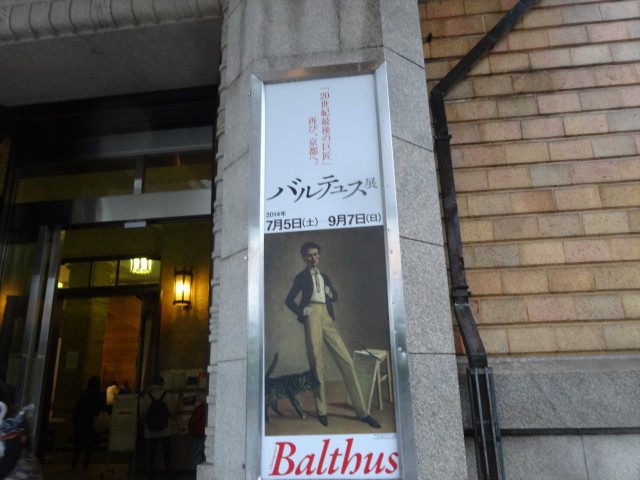 「20世紀最後の巨匠」
再び、京都へ。
バルテュス展
2014年
7月5日(土) 9月7日(日)
Balthus